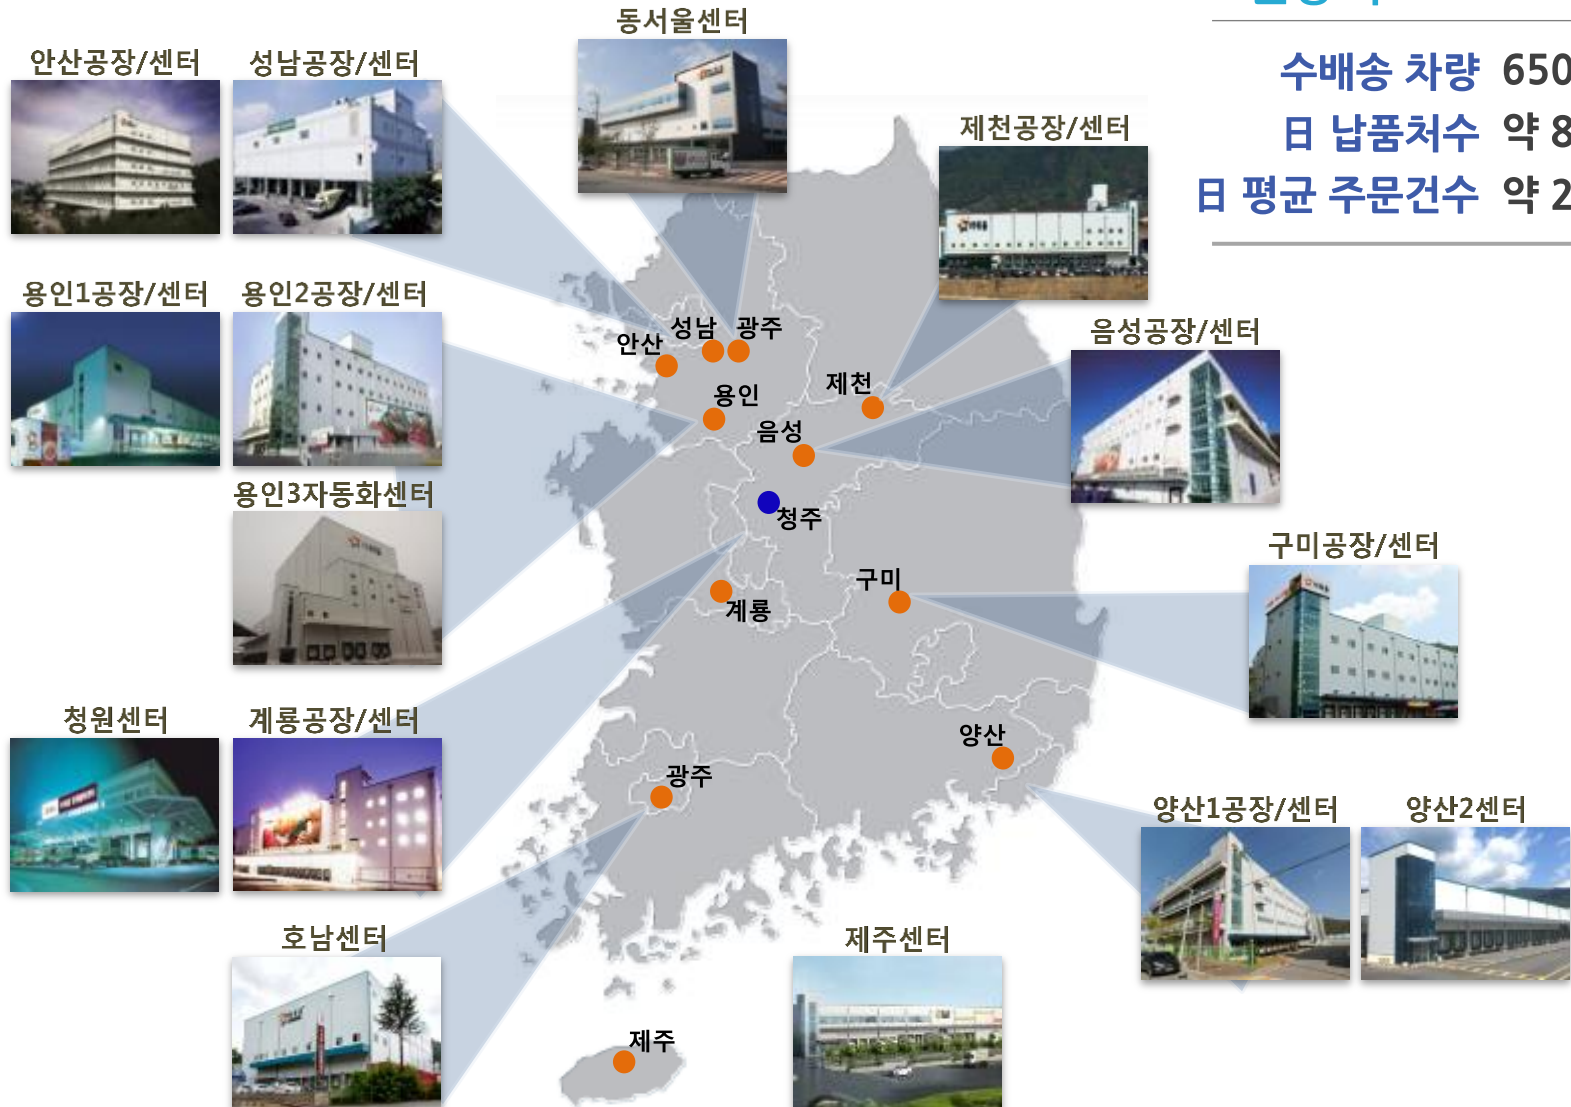 동서울센터
수배송 차량 650
日 납품처수 약 8
日 평균 주문건수 약 2
안산공장/센터 성남공장/센터
제천공장/센터
용인1공장/센터 용인2공장/센터
음성공장/센터
성남 광주
안산
용인
제천
음성
용인3자동화센터
청주
구미공장/센터
구미
계룡
청원센터 계룡공장/센터
양산
광주
양산1공장/센터 양산2센터
호남센터
제주센터
제주